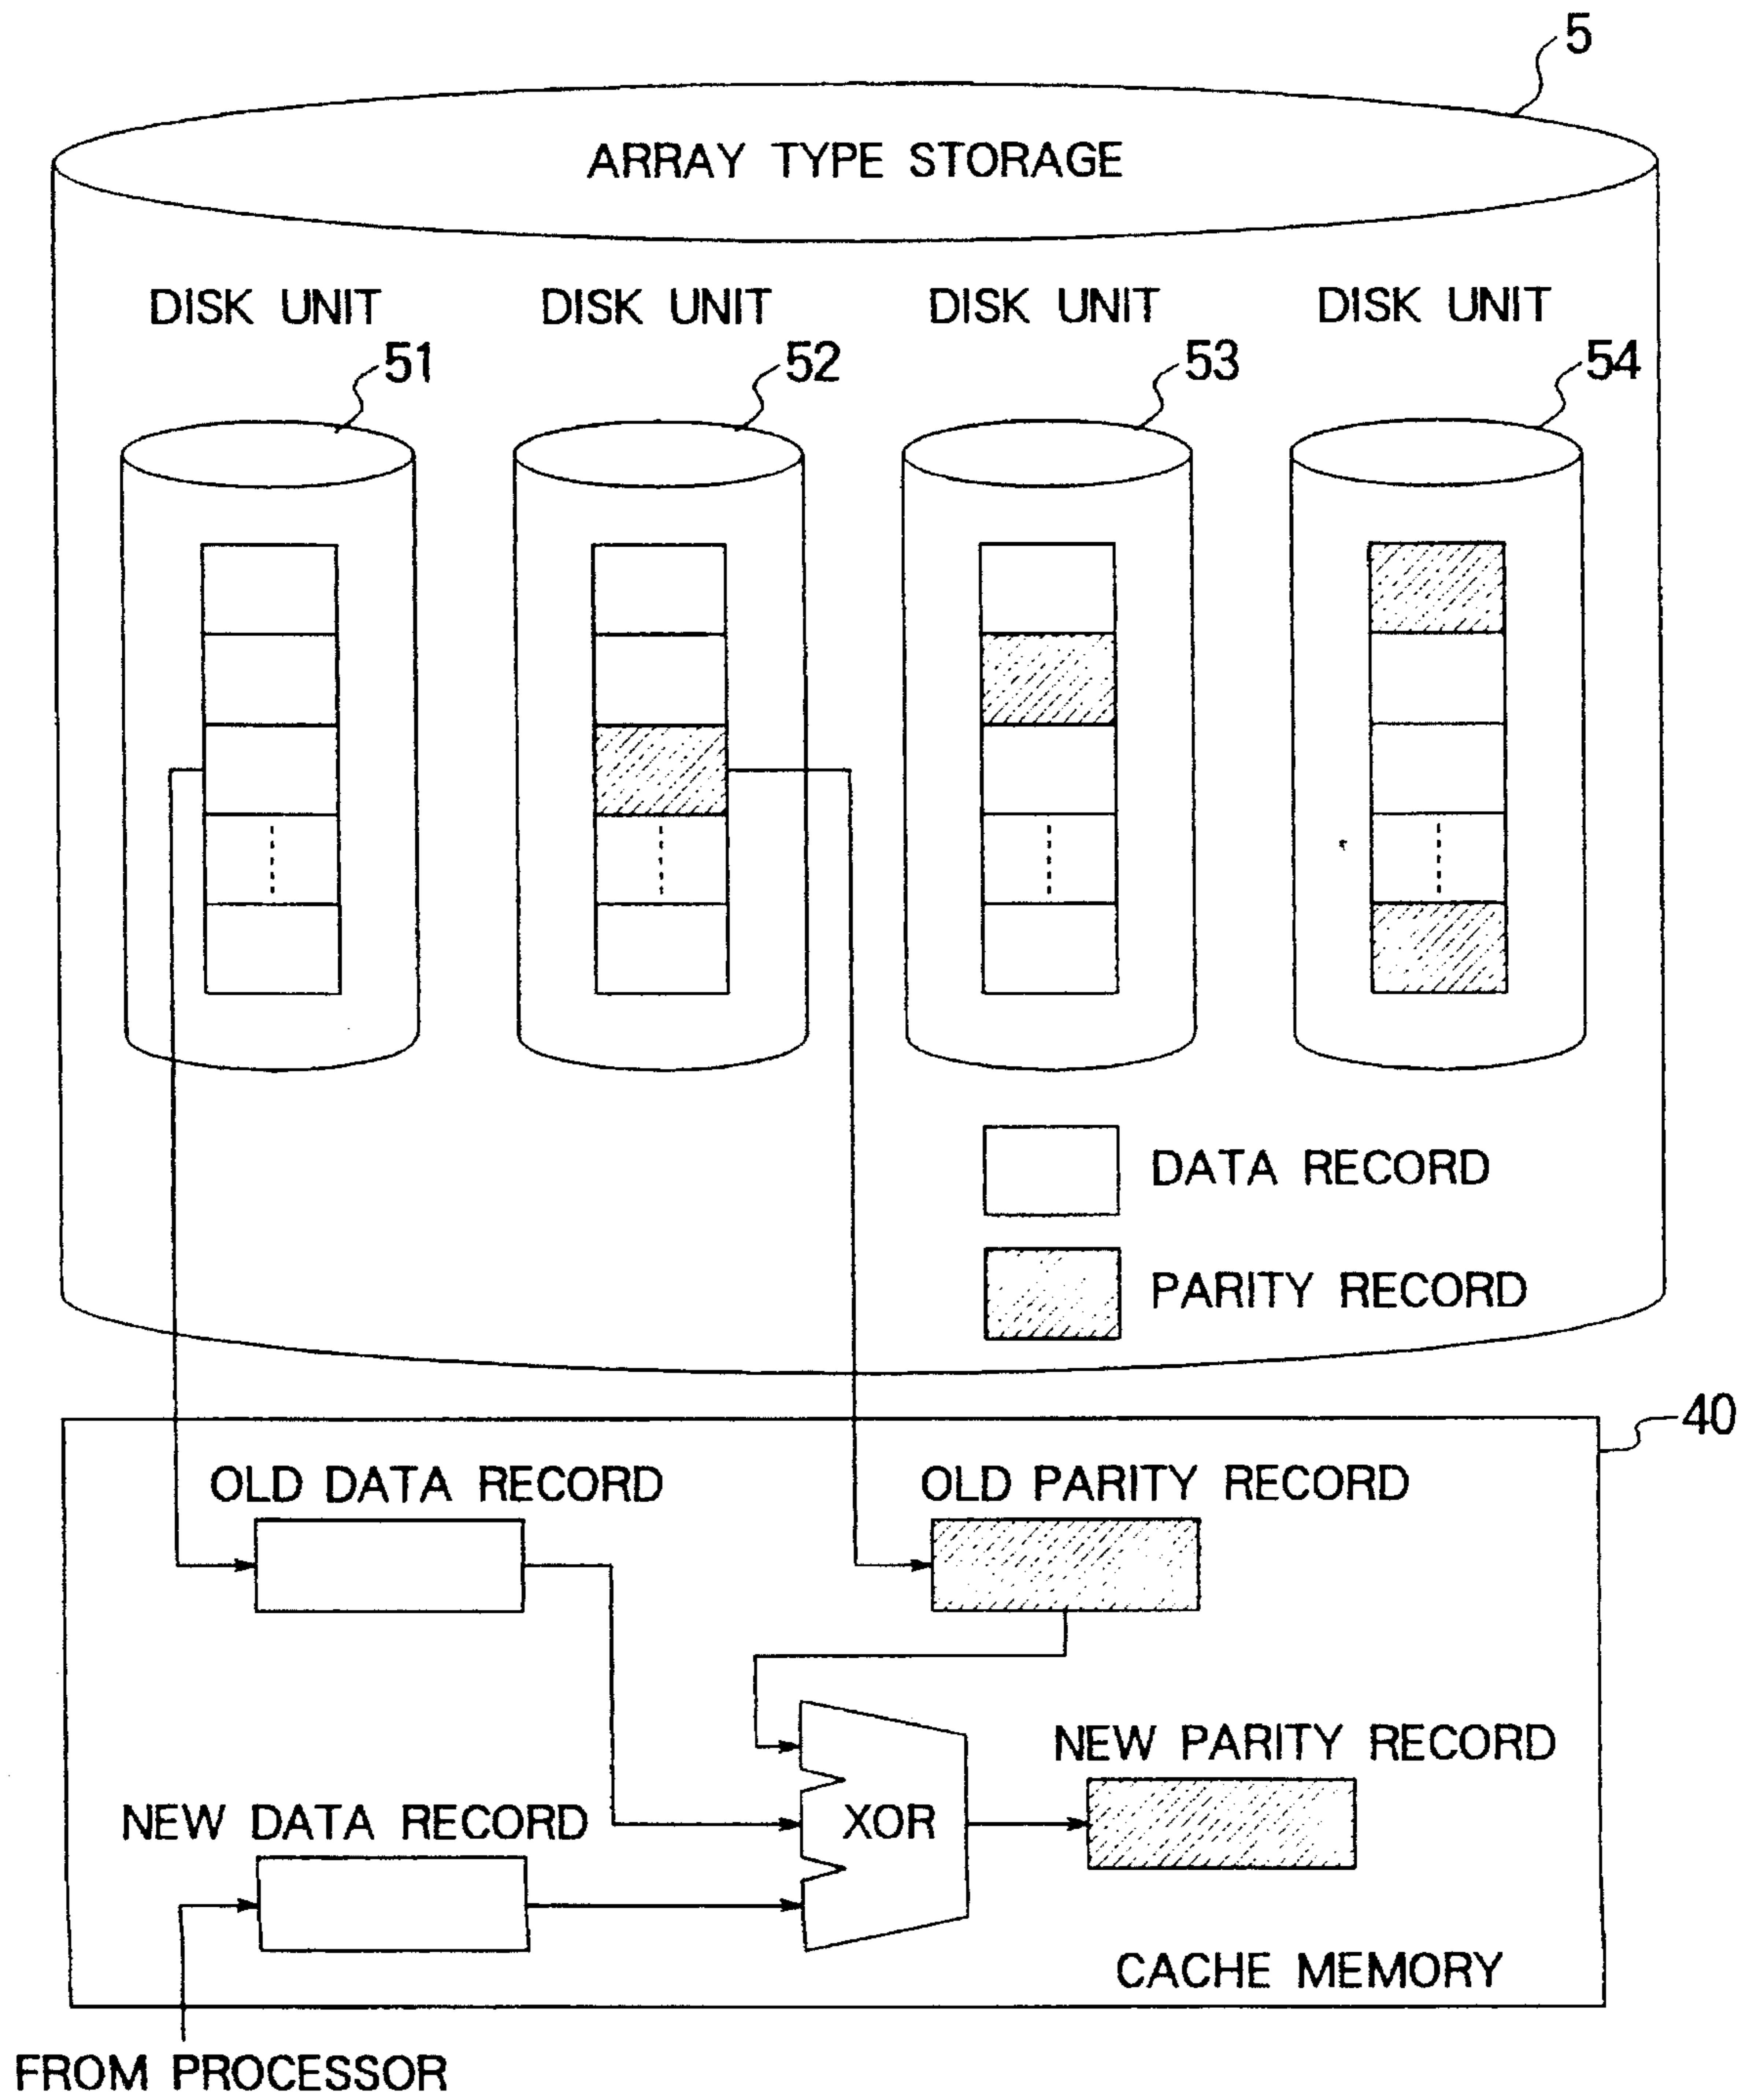 5
ARRAY TYPE STORAGE
DISK UNIT DISK UNIT DISK UNIT DISK UNIT
51 52 53 54
DATA RECORD
PARITY RECORD
40
OLD DATA RECORD OLD PARITY RECORD
NEW PARITY RECORD
NEW DATA RECORD XOR
CACHE MEMORY
FROM PROCESSOR